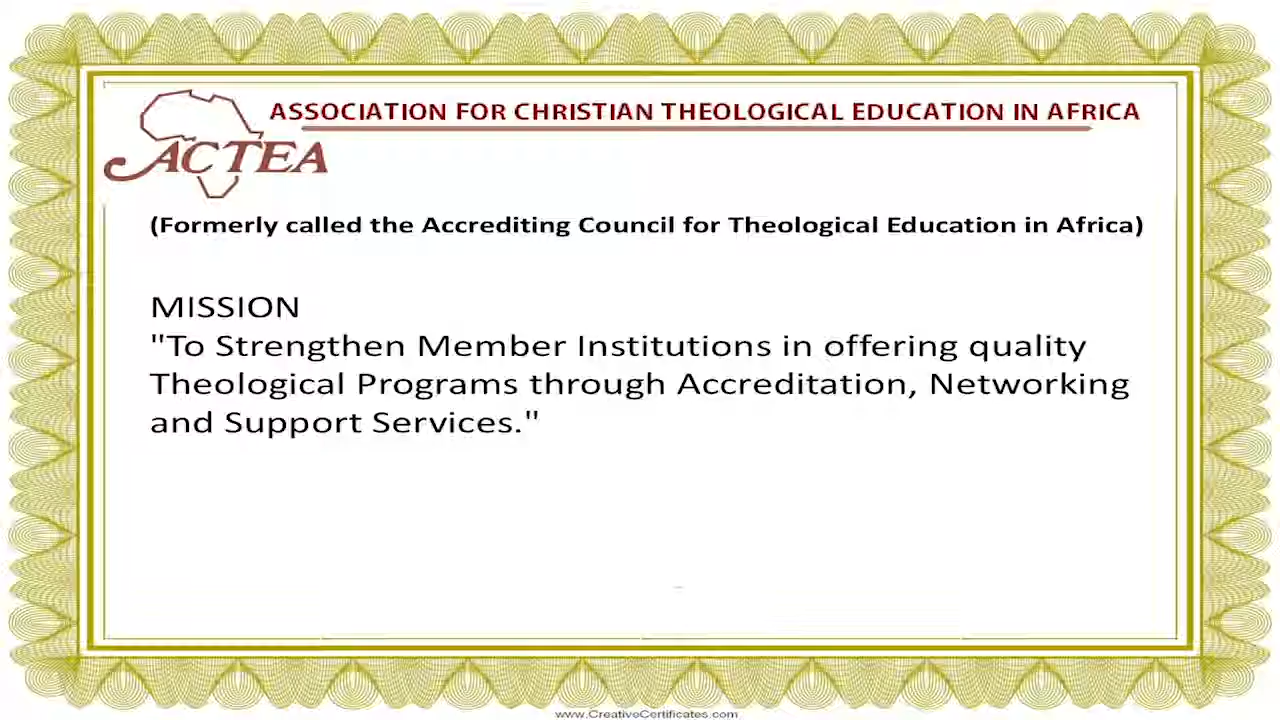 ASSOCIATION FOR CHRISTIAN THEOLOGICAL EDUCATION IN AFRICA
ACTEA
(Formerly called the Accrediting Council for Theological Education in Africa)
MISSION
"To Strengthen Member Institutions in offering quality
Theological Programs through Accreditation, Networking
and Support Services."
www.CreativeCertificates.com